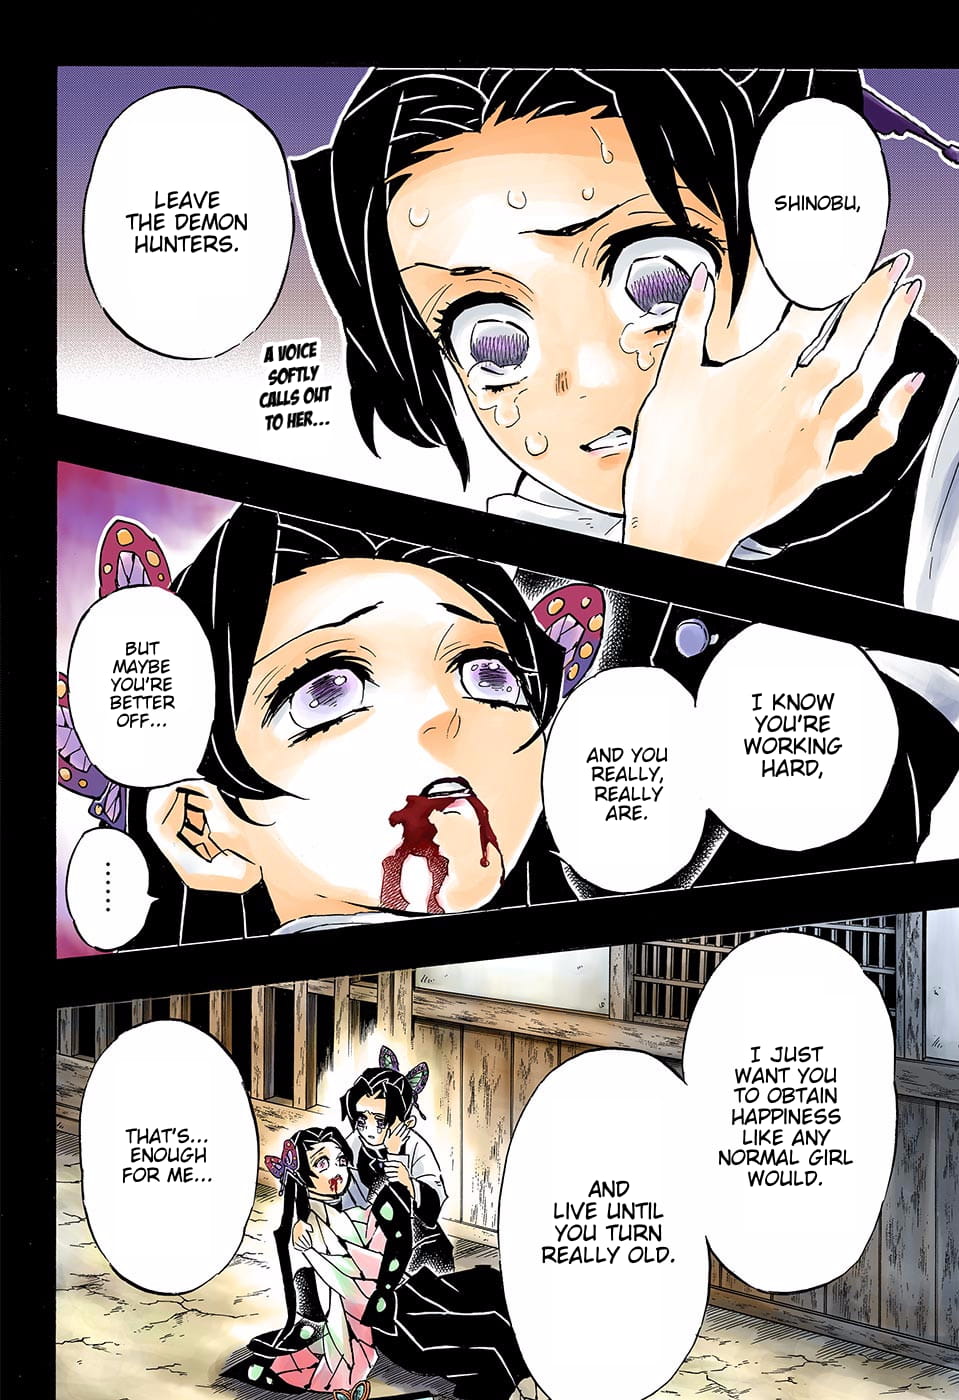 SHINOBU,
LEAVE
THE DEMON
HUNTERS.
A VOICE
SOFTLY
CALLS OUT
TO HER...
I KNOW
YOU'RE
WORKING
HARD,
AND YOU
REALLY,
REALLY
ARE.
BUT
MAYBE
YOU'RE
BETTER
OFF...
.......
I JUST
WANT YOU
TO OBTAIN
HAPPINESS
LIKE ANY
NORMAL GIRL
WOULD.
AND
LIVE UNTIL
YOU TURN
REALLY OLD.
THAT'S...
ENOUGH
FOR ME...